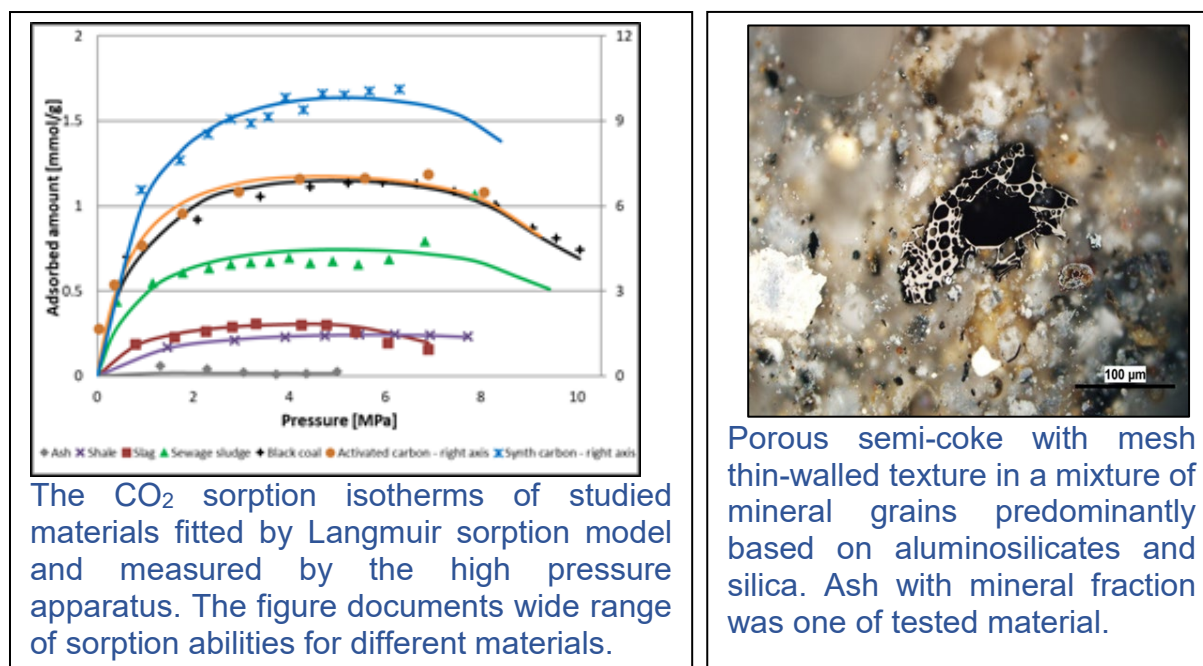 2
12
1.5
9
1
6
0.5
3
0
0
Adsorbed amount [mmol/g]
0 2 4 6 8 10
Pressure [MPa]
Ash Shale Slag Sewage sludge Black coal Activated carbon - right axis Synth carbon - right axis
The CO2 sorption isotherms of studied
materials fitted by Langmuir sorption model
and measured by the high pressure
apparatus. The figure documents wide range
of sorption abilities for different materials.
100 µm
Porous semi-coke with mesh
thin-walled texture in a mixture of
mineral grains predominantly
based on aluminosilicates and
silica. Ash with mineral fraction
was one of tested material.